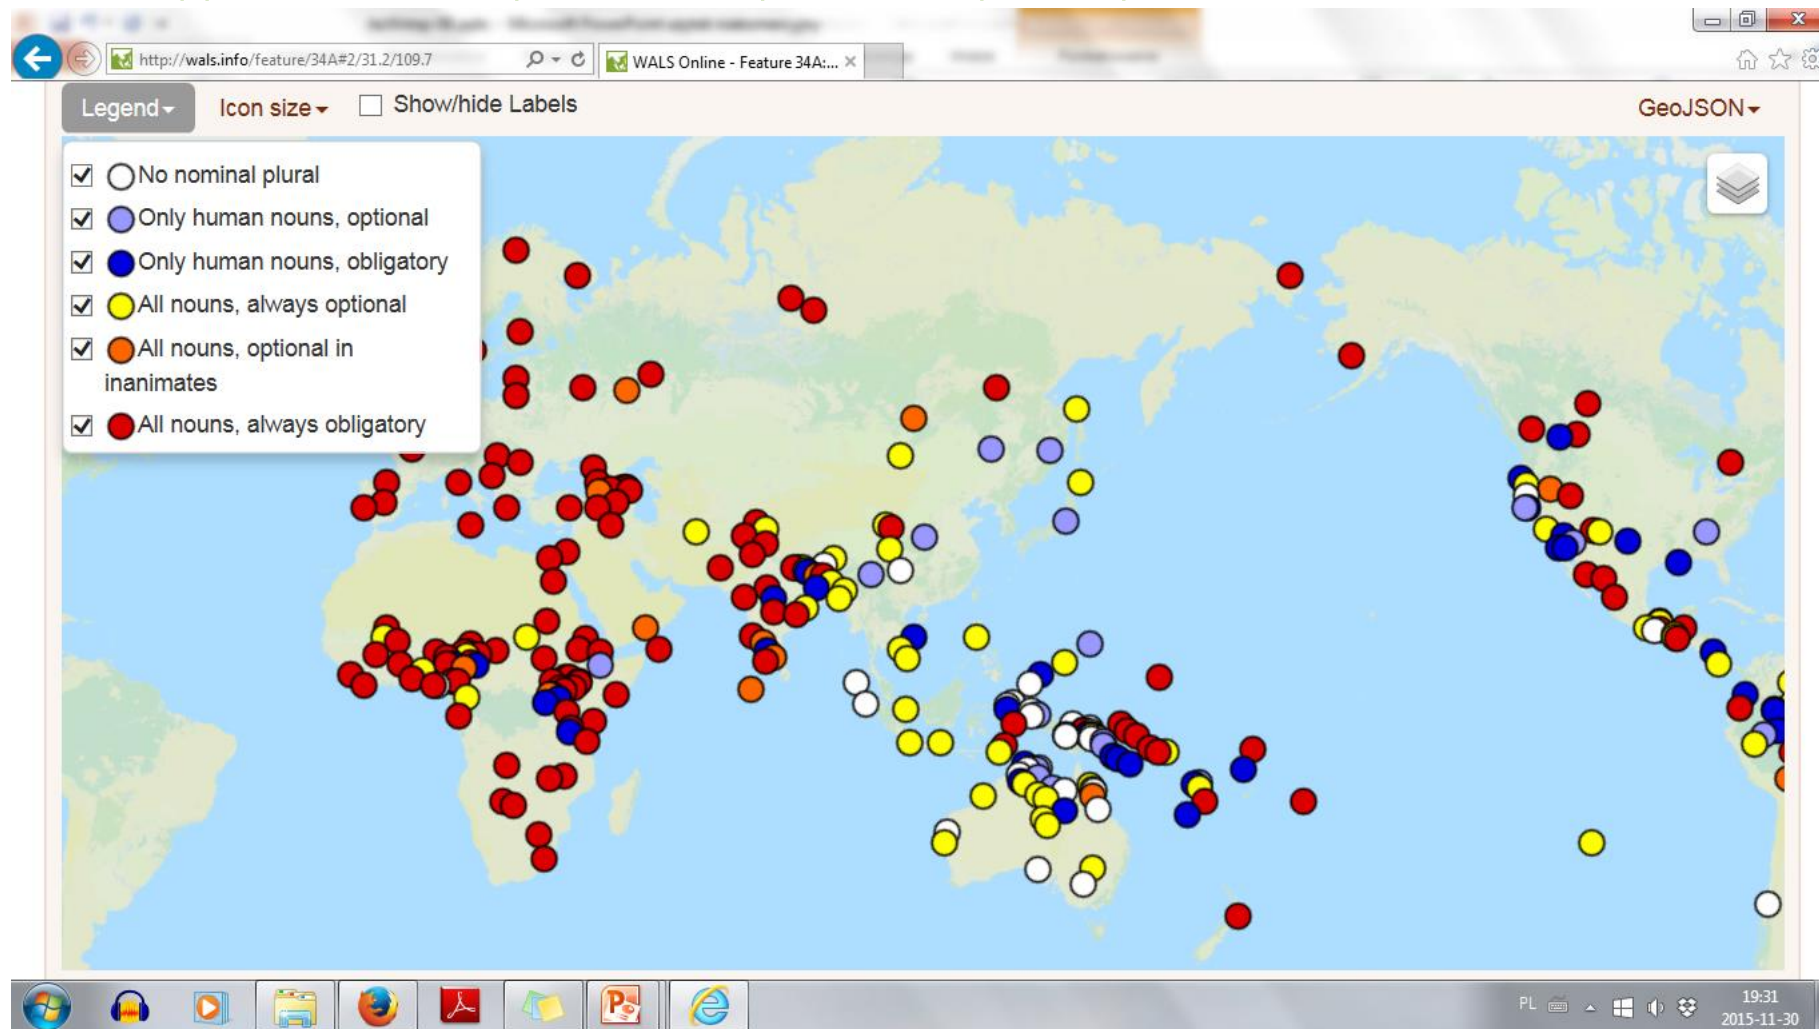 http://wals.info/feature/34A#2/31.2/109.7
WALS Online - Feature 34A:...
Legend
Icon size
Show/hide Labels
GeoJSON
No nominal plural
Only human nouns, optional
Only human nouns, obligatory
All nouns, always optional
All nouns, optional in
inanimates
All nouns, always obligatory
PL
19:31
2015-11-30